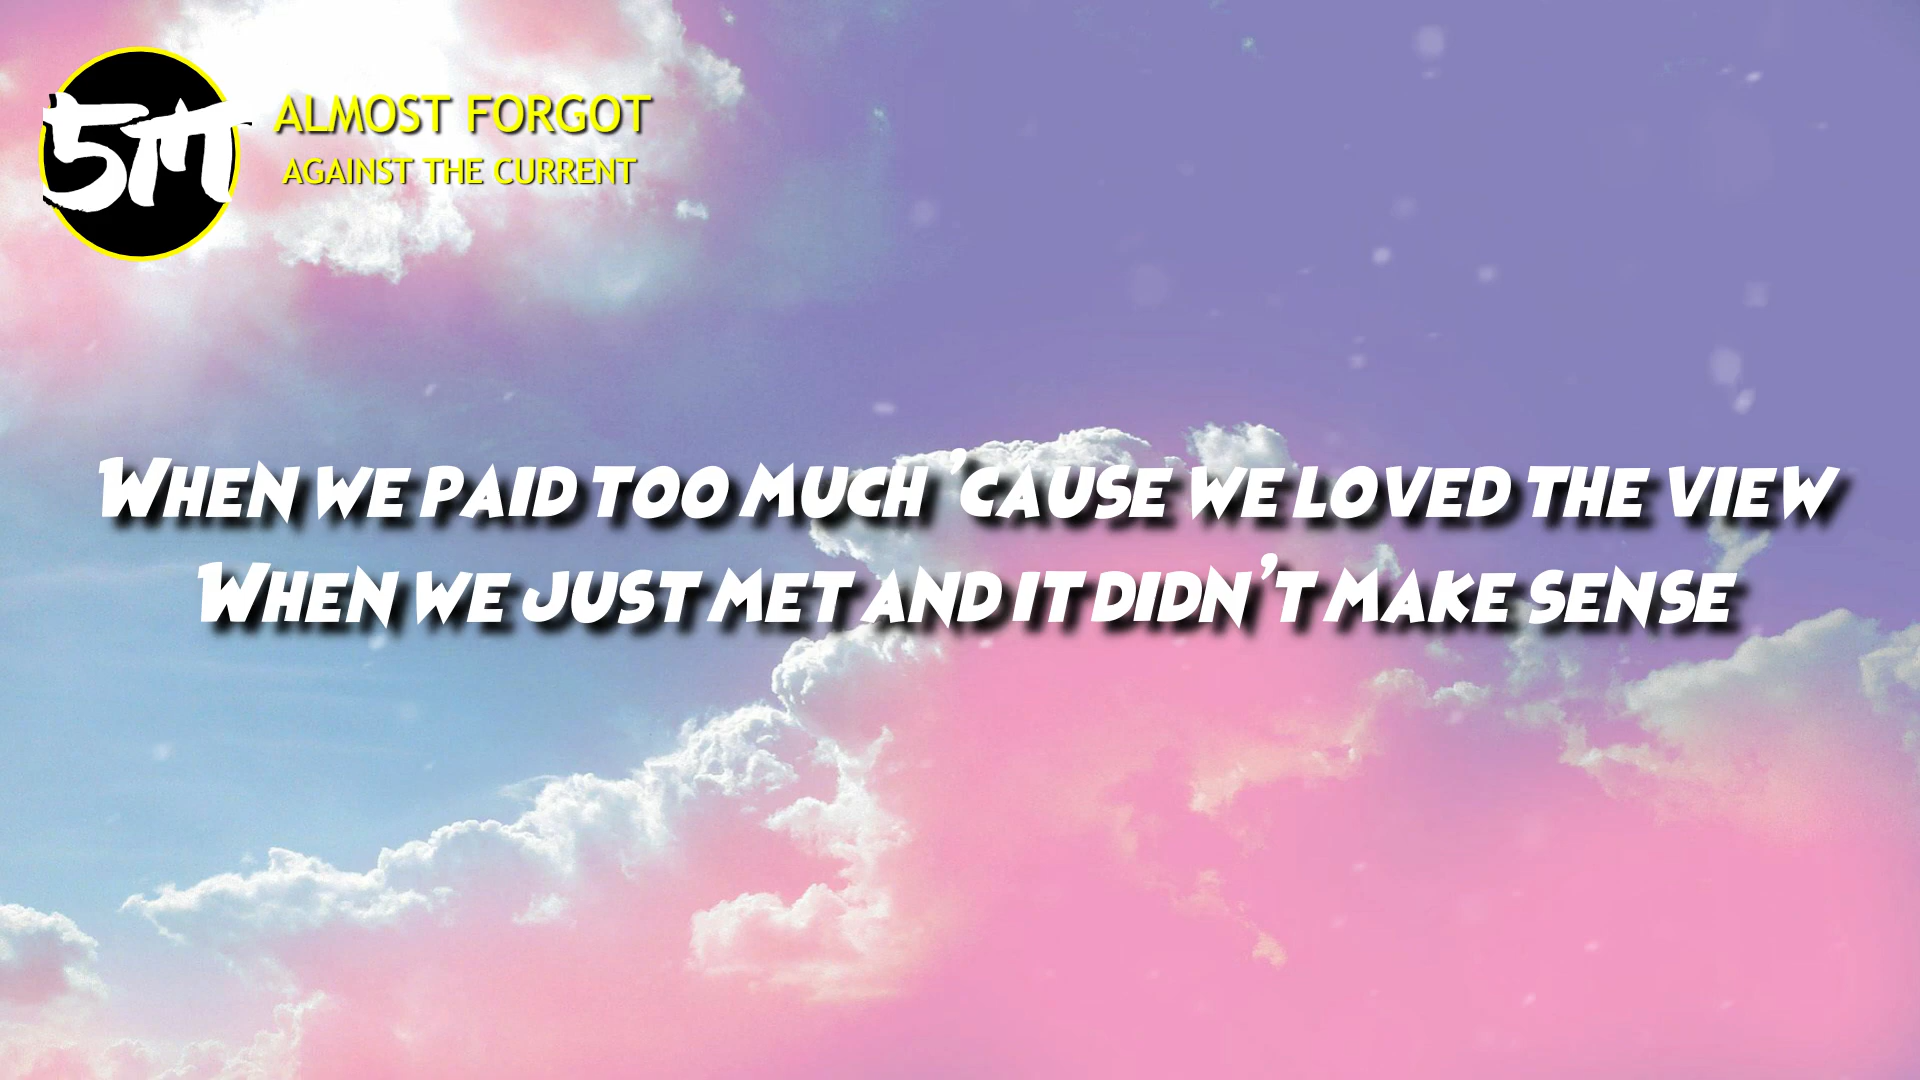 5M
ALMOST FORGOT
AGAINST THE CURRENT
WHEN WE PAID TOO MUCH 'CAUSE WE LOVED THE VIEW
WHEN WE JUST MET AND IT DIDN'T MAKE SENSE